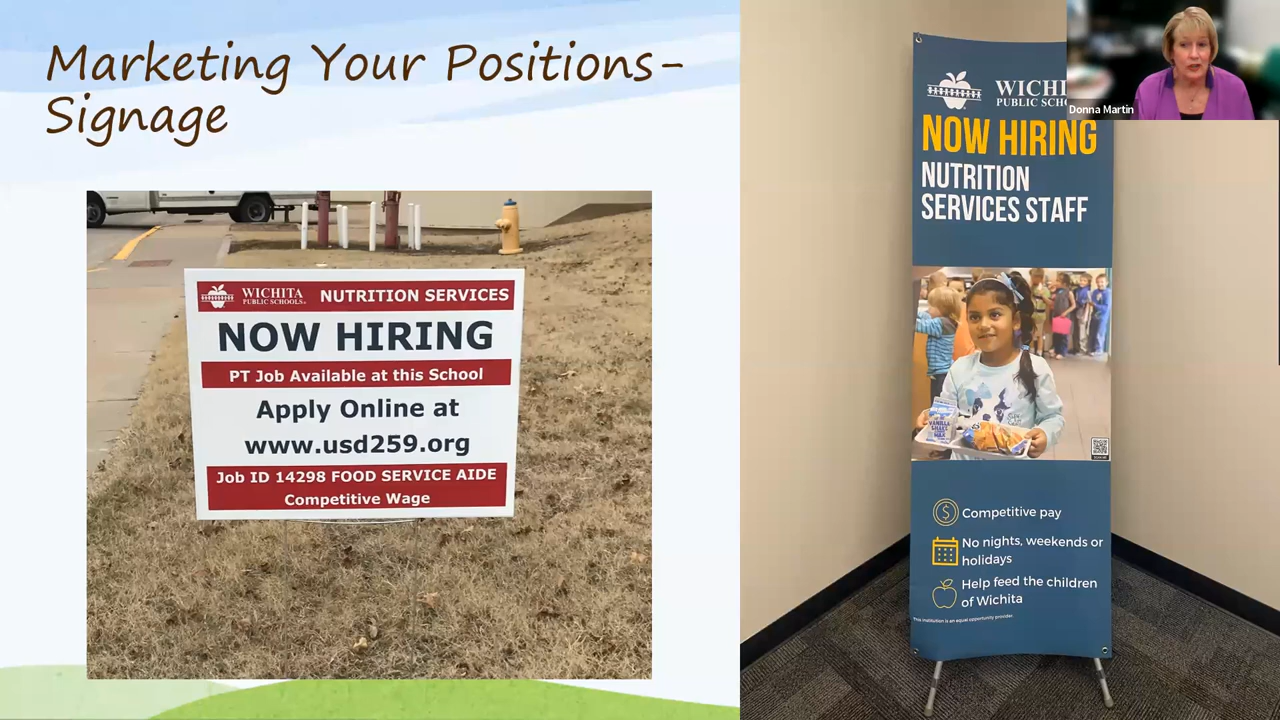 Marketing Your Positions-
Signage
WICHITA
PUBLIC SCHOOLS
NUTRITION SERVICES
NOW HIRING
PT Job Available at this School
Apply Online at
www.usd259.org
Job ID 14298 FOOD SERVICE AIDE
Competitive Wage
WICHI
PUBLIC SCHO
Donna Martin
NOW HIRING
NUTRITION
SERVICES STAFF
VANILLA
SHAKE
MILK
Competitive pay
No nights, weekends or
holidays
Help feed the children
of Wichita
This institution is an equal opportunity provider.